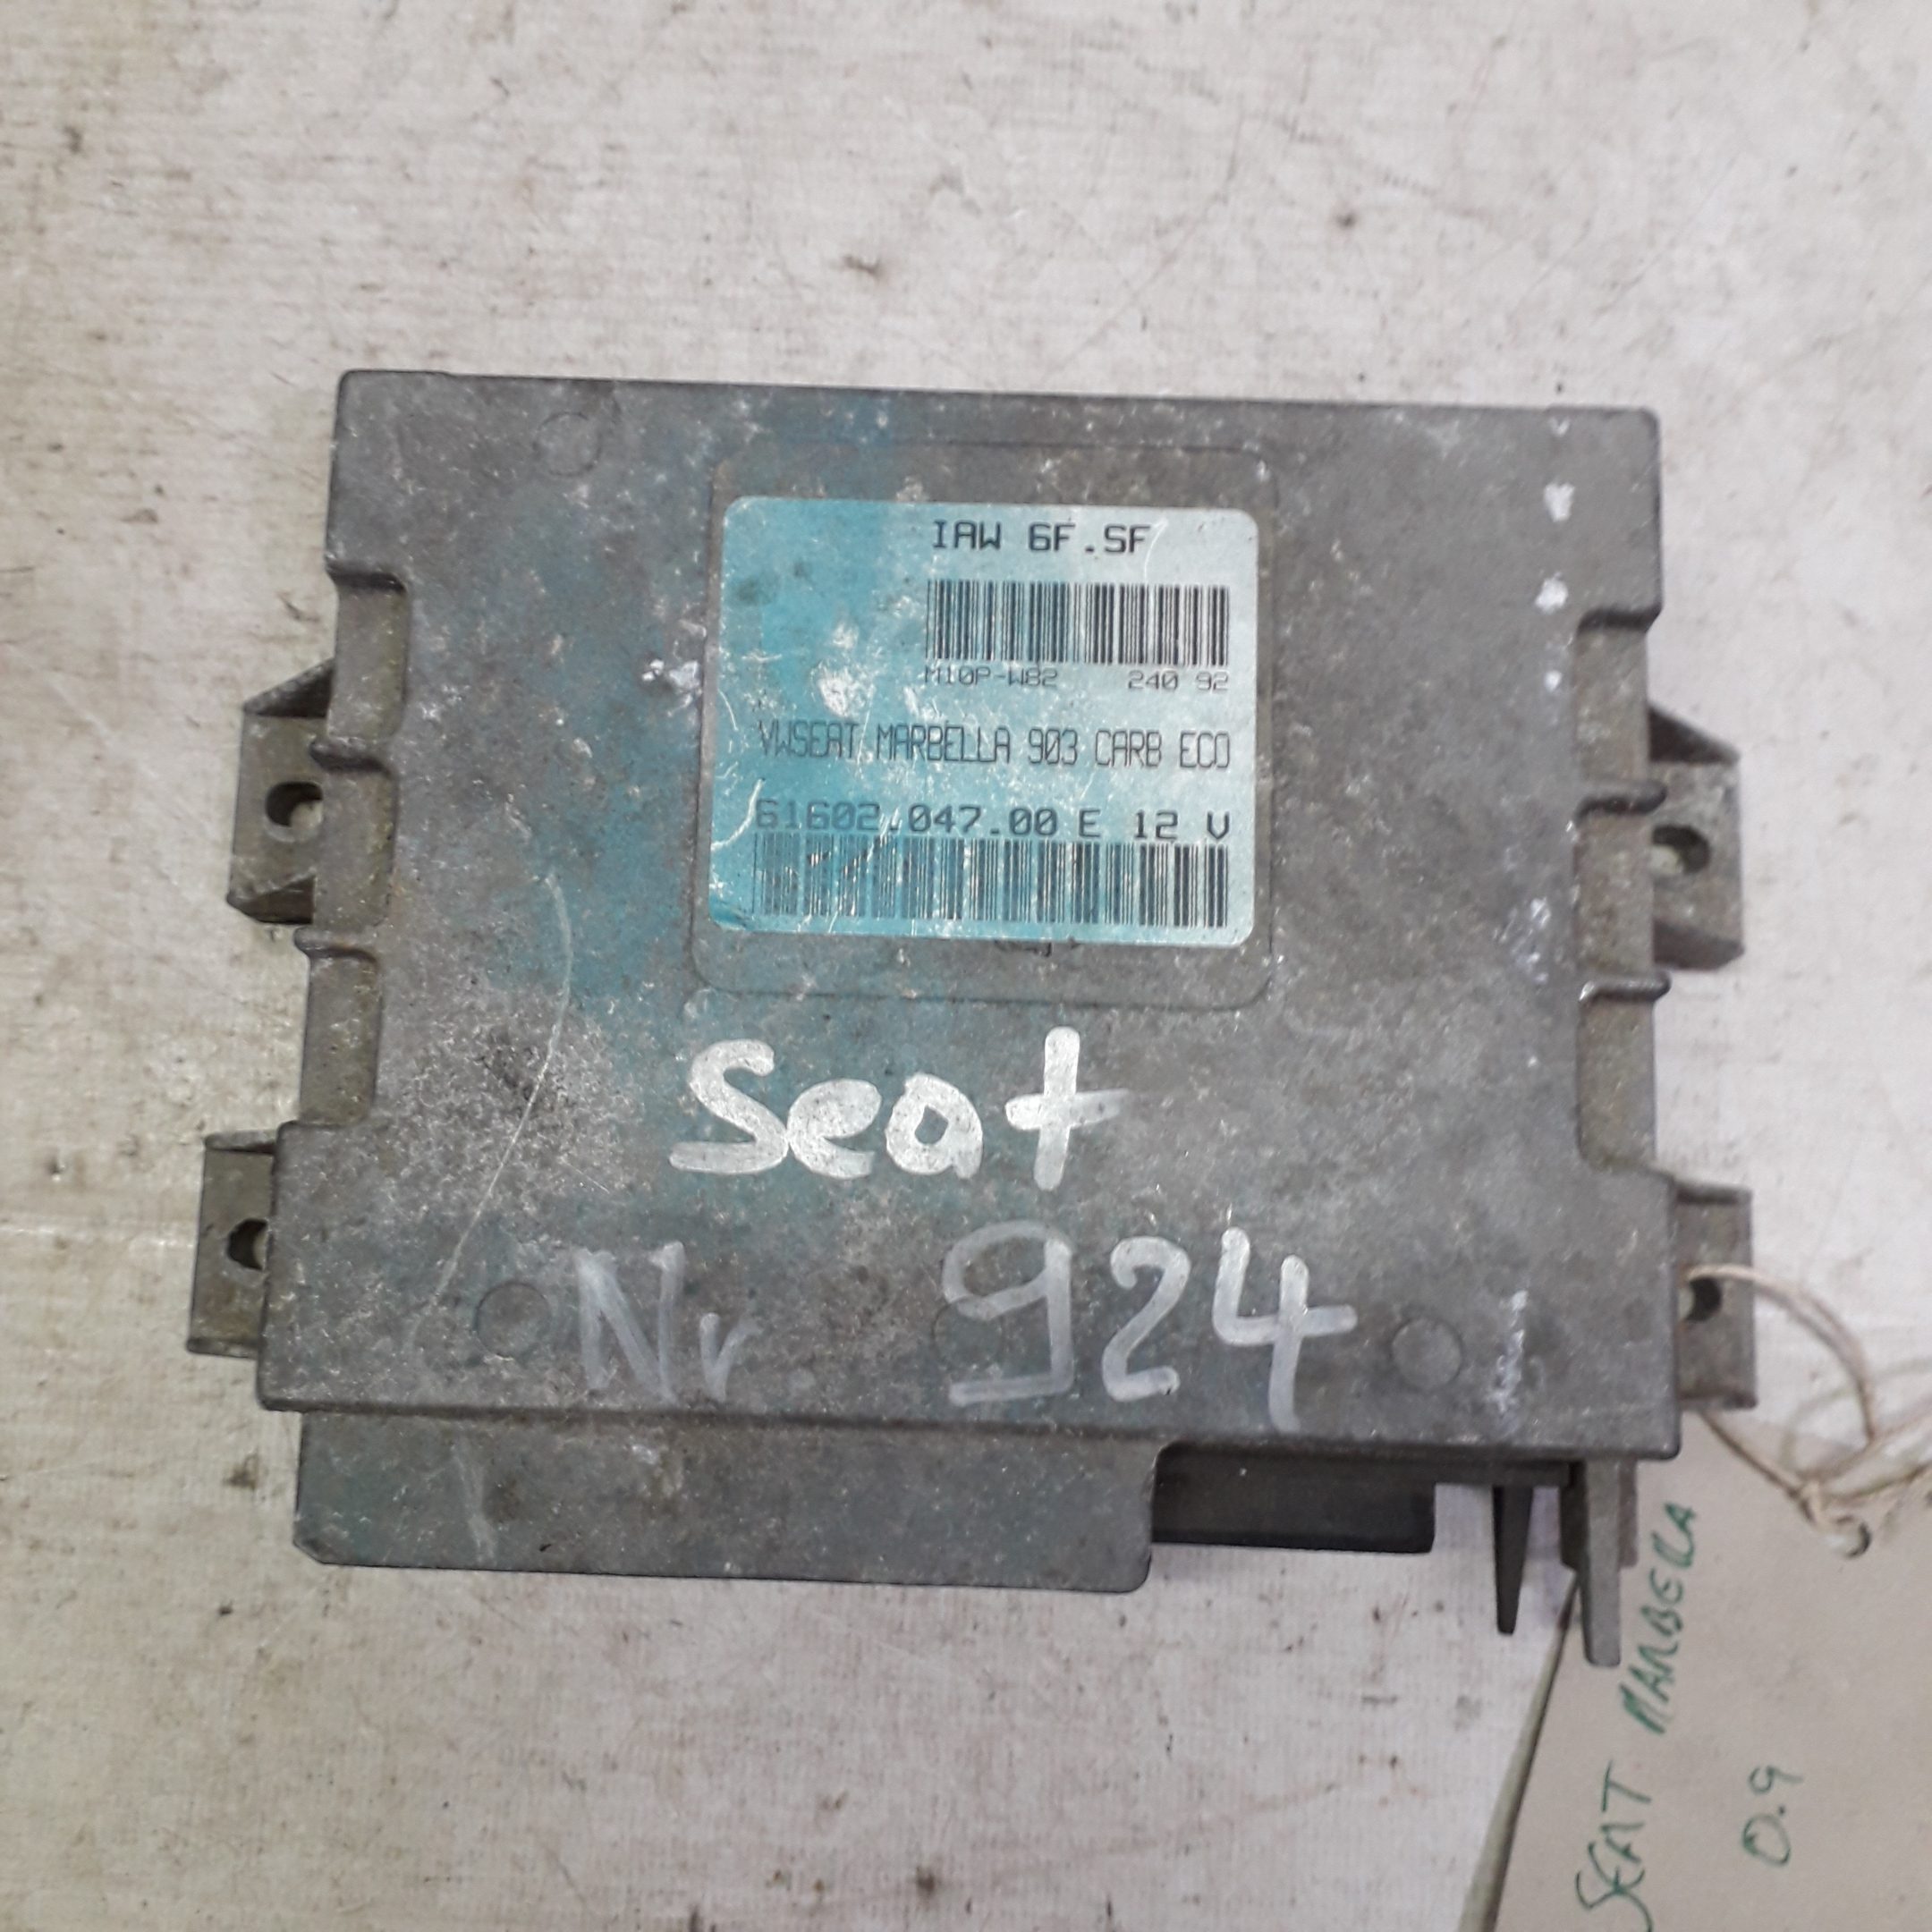 IAW 6F.SF
M10P-W82 240 92
VWSEAT MARBELLA 903 CARB ECO
61602.047.00 E 12 V
Seat
Nr 924
SEAT MARBELLA
0.9